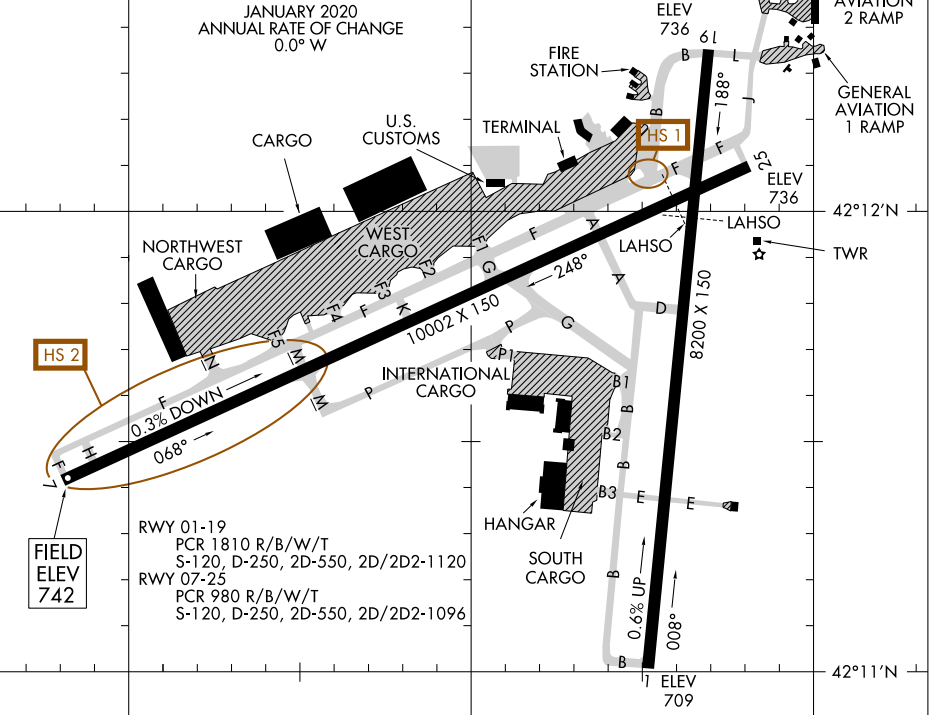 JANUARY 2020
ANNUAL RATE OF CHANGE
0.0° W
ELEV
736
AVIATION
2 RAMP
19
B
L
FIRE
STATION
188°
J
GENERAL
AVIATION
1 RAMP
B
U.S.
CUSTOMS
TERMINAL
HS 1
CARGO
F
F
25
ELEV
736
42°12'N
NORTHWEST
CARGO
WEST
CARGO
F1
F
A
LAHSO
LAHSO
TWR
F2
G
248°
A
F3
K
F
F4
10002 X 150
P
G
D
8200 X 150
HS 2
F5
M
N
P1
INTERNATIONAL
CARGO
B1
F
0.3% DOWN
M
P
B
068°
H
B2
F
7
B
B3
E
E
HANGAR
RWY 01-19
PCR 1810 R/B/W/T
S-120, D-250, 2D-550, 2D/2D2-1120
RWY 07-25
PCR 980 R/B/W/T
S-120, D-250, 2D-550, 2D/2D2-1096
FIELD
ELEV
742
SOUTH
CARGO
B
0.6% UP
008°
B
1
ELEV
709
42°11'N